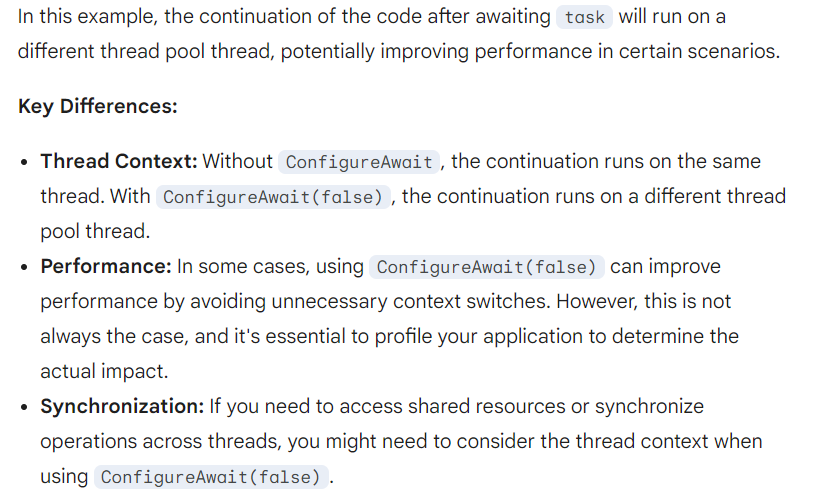 In this example, the continuation of the code after awaiting task will run on a
different thread pool thread, potentially improving performance in certain scenarios.
Key Differences:
• Thread Context: Without ConfigureAwait, the continuation runs on the same
thread. With ConfigureAwait(false), the continuation runs on a different thread
pool thread.
• Performance: In some cases, using ConfigureAwait(false) can improve
performance by avoiding unnecessary context switches. However, this is not
always the case, and it's essential to profile your application to determine the
actual impact.
• Synchronization: If you need to access shared resources or synchronize
operations across threads, you might need to consider the thread context when
using ConfigureAwait(false).